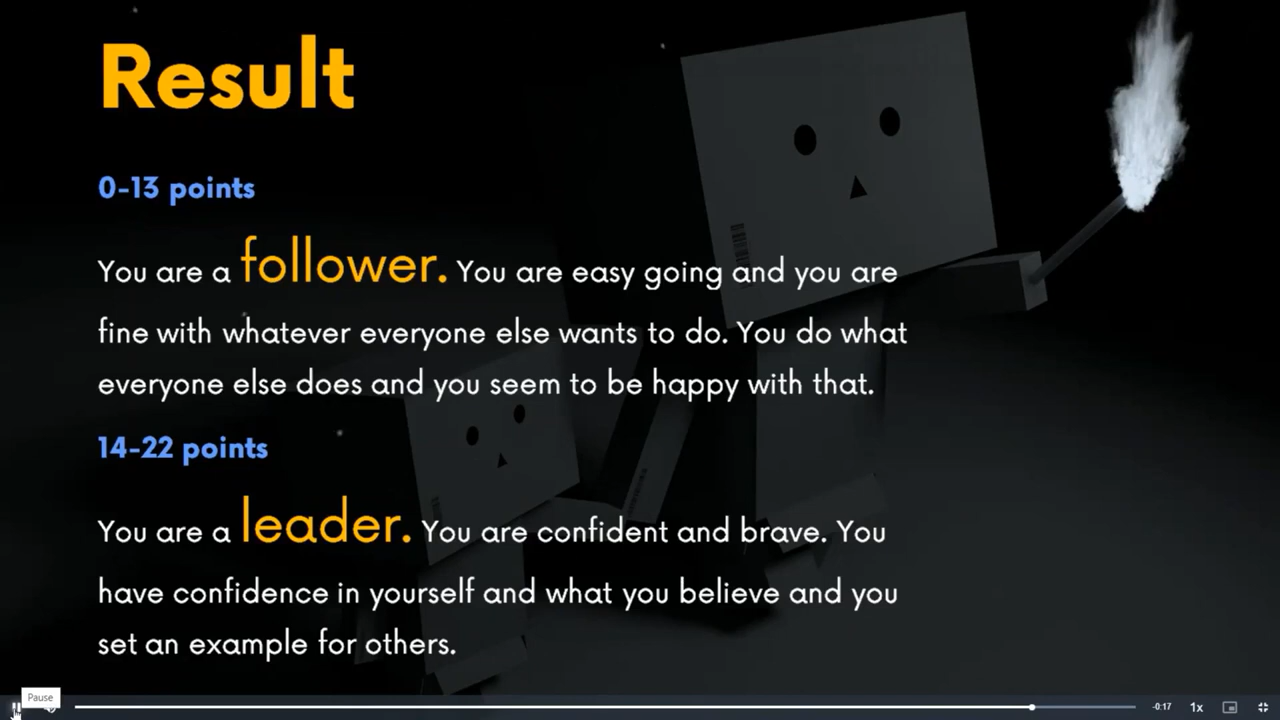 Result
0-13 points
You are a follower. You are easy going and you are
fine with whatever everyone else wants to do. You do what
everyone else does and you seem to be happy with that.
14-22 points
You are a leader. You are confident and brave. You
have confidence in yourself and what you believe and you
set an example for others.
Pause
-0:17
1x